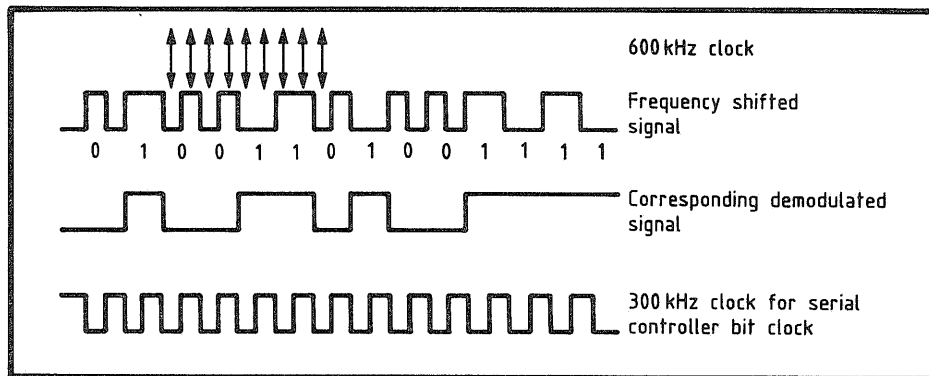 600 kHz clock
Frequency shifted
signal
0 1 0 0 1 1 0 1 0 0 1 1 1 1
Corresponding demodulated
signal
300 kHz clock for serial
controller bit clock